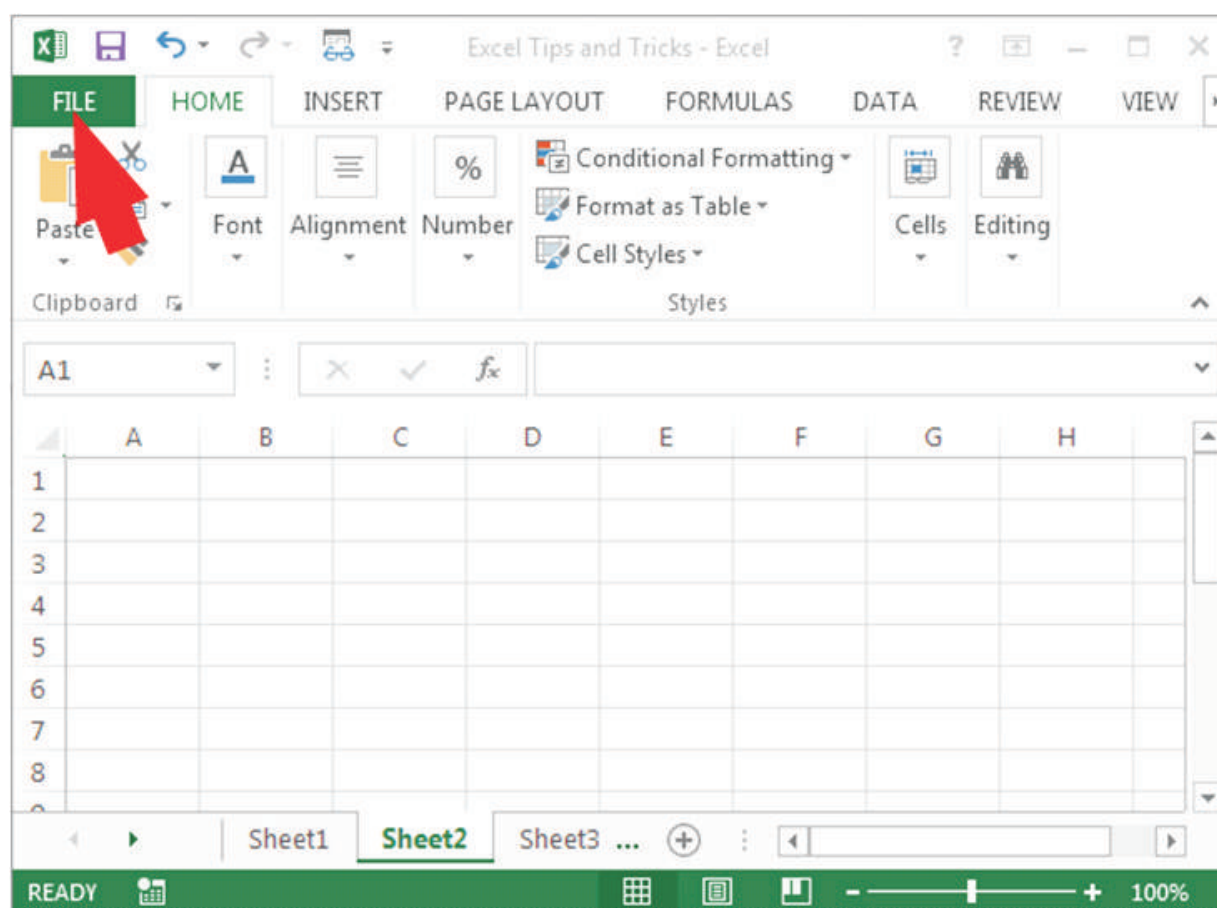 Excel Tips and Tricks - Excel ?
FILE HOME INSERT PAGE LAYOUT FORMULAS DATA REVIEW VIEW
Paste Font Alignment Number Conditional Formatting Cells Editing
Format as Table
Cell Styles
Clipboard Styles
A1 fx
A B C D E F G H
1
2
3
4
5
6
7
8
Sheet1 Sheet2 Sheet3 ...
READY 100%